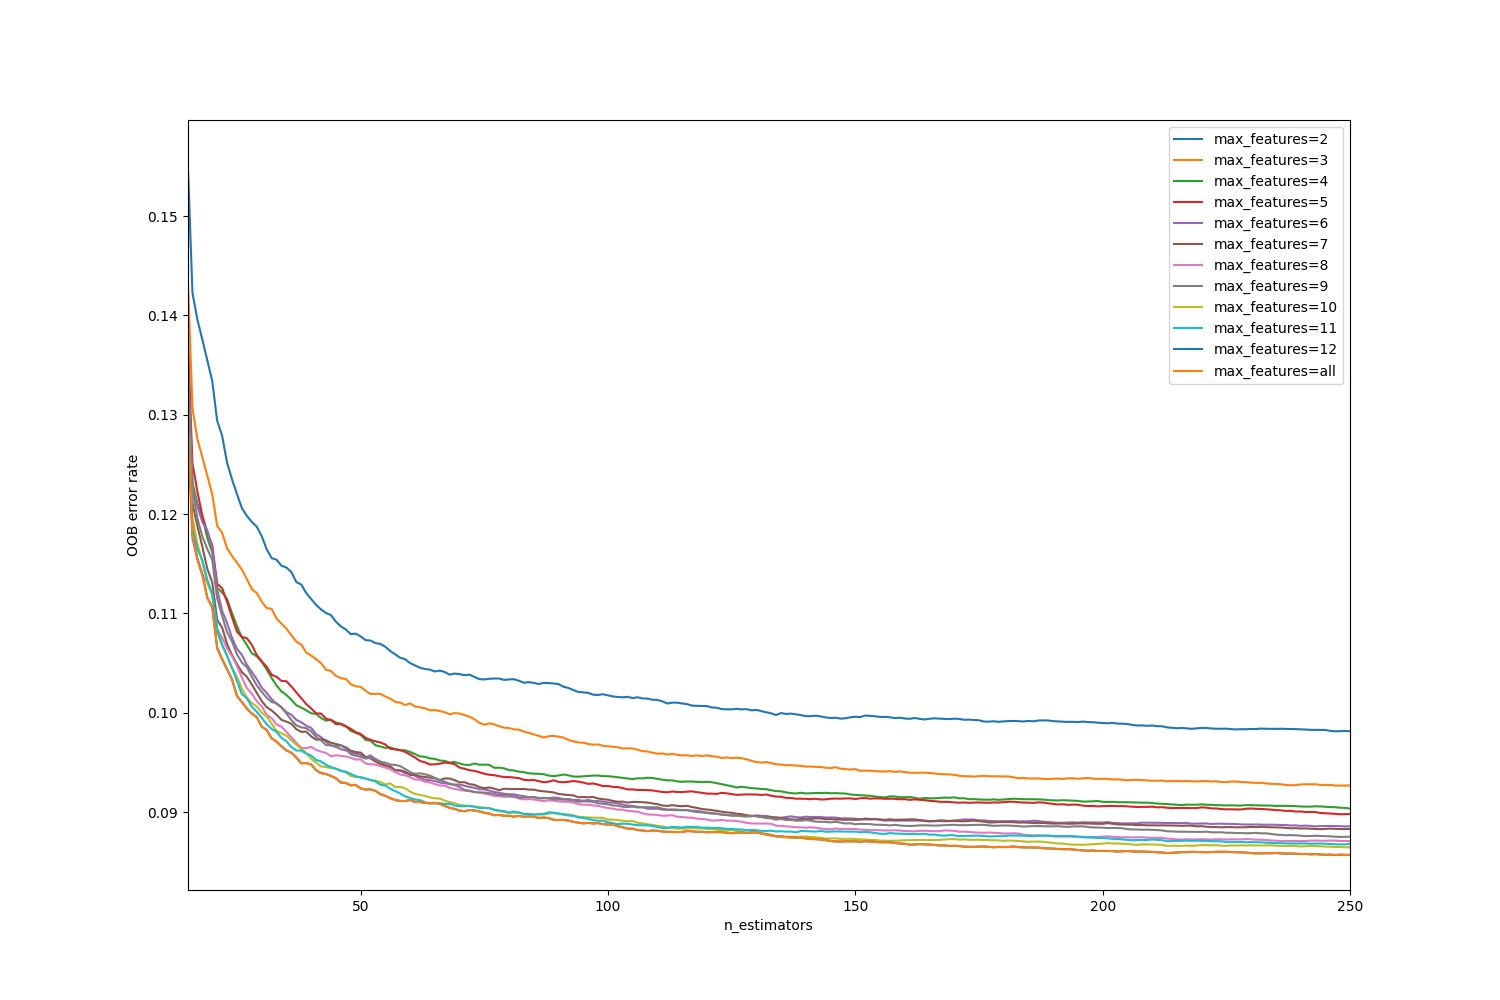 max_features=2
max_features=3
max_features=4
max_features=5
max_features=6
max_features=7
max_features=8
max_features=9
max_features=10
max_features=11
max_features=12
max_features=all
0.15
0.14
0.13
0.12
0.11
0.10
0.09
OOB error rate
50 100 150 200 250
n_estimators